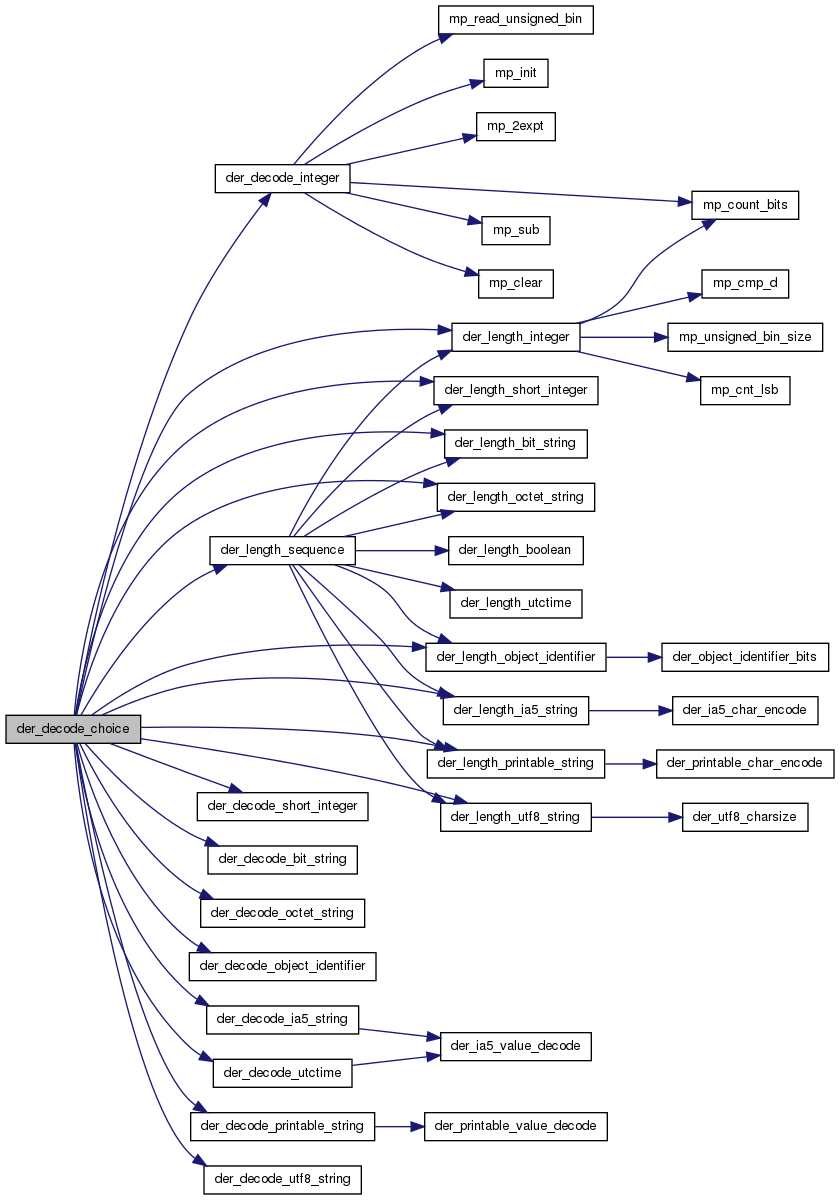 mp_read_unsigned_bin
mp_init
mp_2expt
der_decode_integer
mp_count_bits
mp_sub
mp_clear
mp_cmp_d
der_length_integer
mp_unsigned_bin_size
der_length_short_integer
mp_cnt_lsb
der_length_bit_string
der_length_octet_string
der_length_sequence
der_length_boolean
der_length_utctime
der_length_object_identifier
der_object_identifier_bits
der_length_ia5_string
der_ia5_char_encode
der_decode_choice
der_length_printable_string
der_printable_char_encode
der_decode_short_integer
der_length_utf8_string
der_utf8_charsize
der_decode_bit_string
der_decode_octet_string
der_decode_object_identifier
der_decode_ia5_string
der_ia5_value_decode
der_decode_utctime
der_decode_printable_string
der_printable_value_decode
der_decode_utf8_string